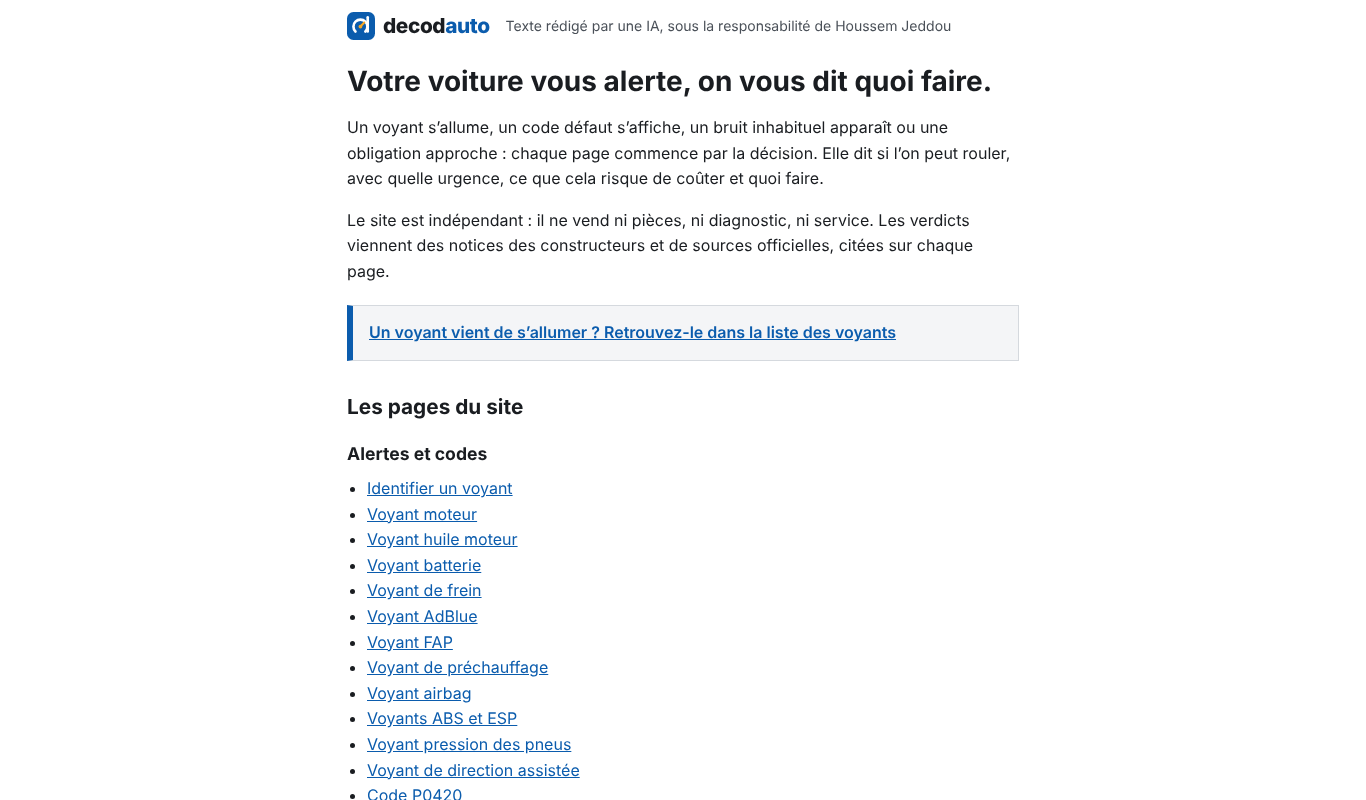 decodauto Texte rédigé par une IA, sous la responsabilité de Houssem Jeddou
Votre voiture vous alerte, on vous dit quoi faire.
Un voyant s’allume, un code défaut s’affiche, un bruit inhabituel apparaît ou une
obligation approche : chaque page commence par la décision. Elle dit si l’on peut rouler,
avec quelle urgence, ce que cela risque de coûter et quoi faire.
Le site est indépendant : il ne vend ni pièces, ni diagnostic, ni service. Les verdicts
viennent des notices des constructeurs et de sources officielles, citées sur chaque
page.
Un voyant vient de s’allumer ? Retrouvez-le dans la liste des voyants
Les pages du site
Alertes et codes
Identifier un voyant
Voyant moteur
Voyant huile moteur
Voyant batterie
Voyant de frein
Voyant AdBlue
Voyant FAP
Voyant de préchauffage
Voyant airbag
Voyants ABS et ESP
Voyant pression des pneus
Voyant de direction assistée
Code P0420